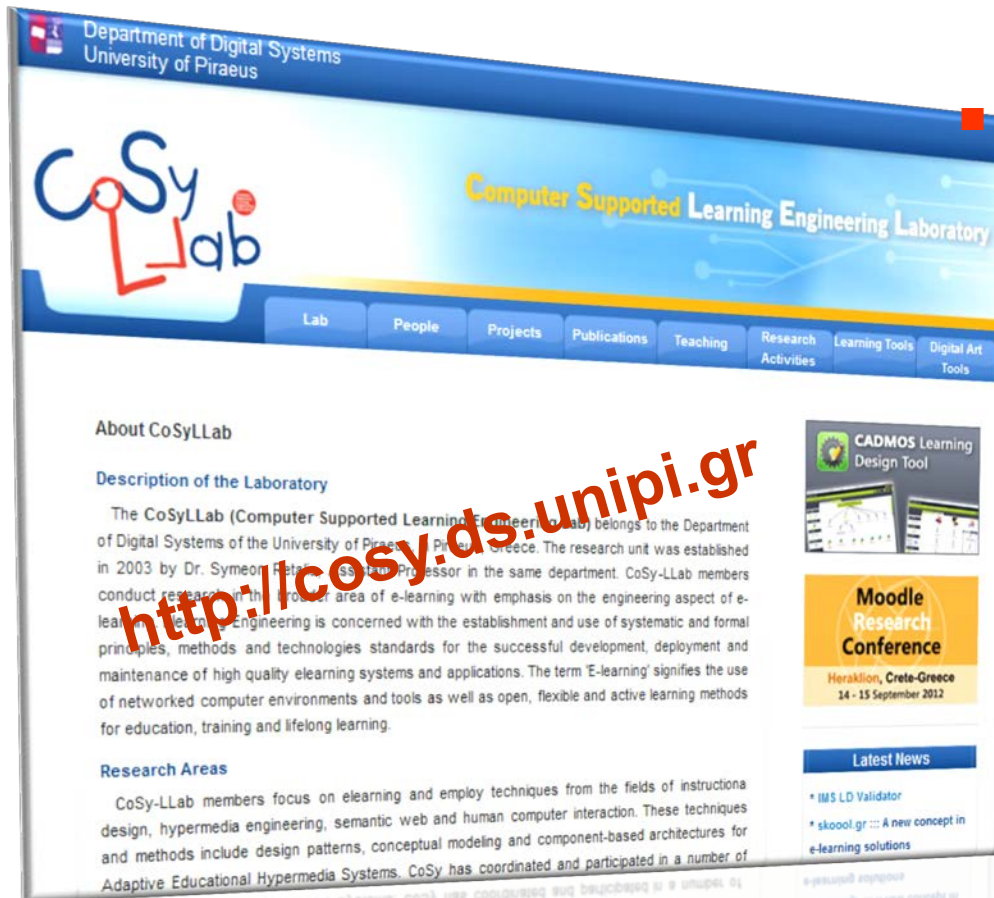 Department of Digital Systems
University of Piraeus
CoSy
LLab
Computer Supported Learning Engineering Laboratory
Lab
People
Projects
Publications
Teaching
Research
Activities
Learning Tools
Digital Art
Tools
About CoSyLLab
Description of the Laboratory
The CoSyLLab (Computer Supported Learning Engineering Lab) belongs to the Department
of Digital Systems of the University of Piraeus, Greece. The research unit was established
in 2003 by Dr. Symeon Assistant Professor in the same department. CoSy-LLab members
conduct research in the broader area of e-learning with emphasis on the engineering aspect of e-
Engineering is concerned with the establishment and use of systematic and formal
principles, methods and technologies standards for the successful development, deployment and
maintenance of high quality elearning systems and applications. The term 'E-learning' signifies the use
of networked computer environments and tools as well as open, flexible and active learning methods
for education, training and lifelong learning.
http://cosy.ds.unipi.gr
Research Areas
CoSy-LLab members focus on elearning and employ techniques from the fields of instructiona
design, hypermedia engineering, semantic web and human computer interaction. These techniques
and methods include design patterns, conceptual modeling and component-based architectures for
Adaptive Educational Hypermedia Systems. CoSy has coordinated and participated in a number of
CADMOS Learning
Design Tool
Moodle
Research
Conference
Heraklion, Crete-Greece
14 - 15 September 2012
Latest News
* IMS LD Validator
* skoool.gr ::: A new concept in
e-learning solutions